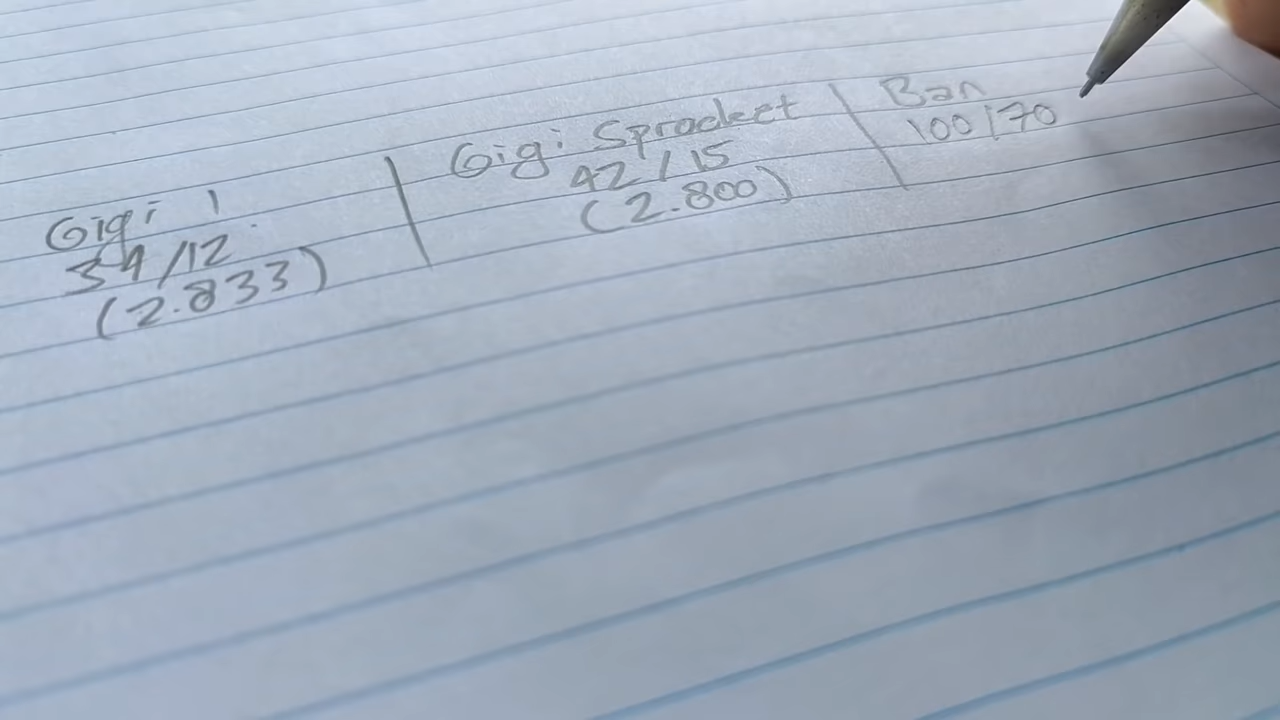 Gigi 1
34/12
(2.833)
Gigi Sprocket
42/15
(2.800)
Ban
100/70